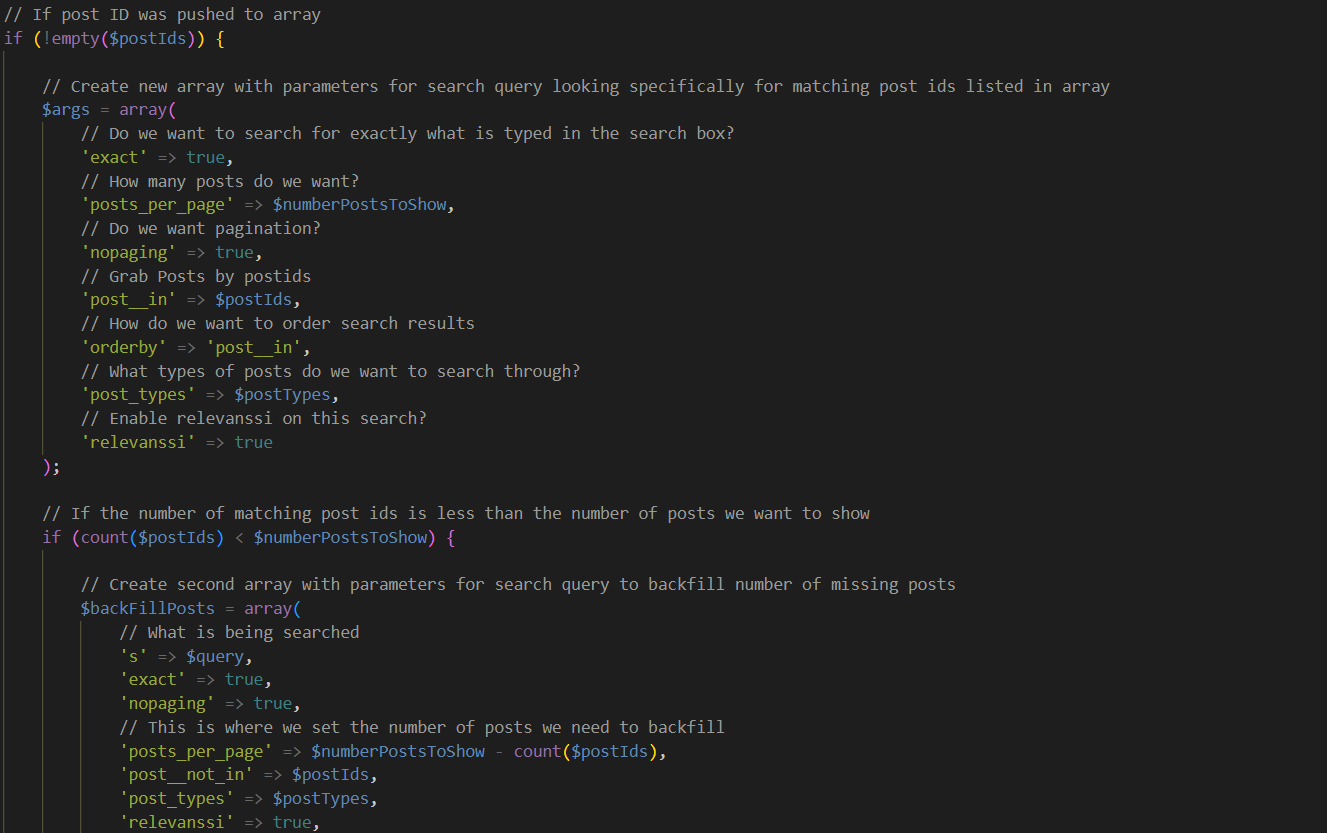 // If post ID was pushed to array
if (!empty($postIds)) {
// Create new array with parameters for search query looking specifically for matching post ids listed in array
$args = array(
// Do we want to search for exactly what is typed in the search box?
'exact' => true,
// How many posts do we want?
'posts_per_page' => $numberPostsToShow,
// Do we want pagination?
'nopaging' => true,
// Grab Posts by postids
'post__in' => $postIds,
// How do we want to order search results
'orderby' => 'post__in',
// What types of posts do we want to search through?
'post_types' => $postTypes,
// Enable relevanssi on this search?
'relevanssi' => true
);
// If the number of matching post ids is less than the number of posts we want to show
if (count($postIds) < $numberPostsToShow) {
// Create second array with parameters for search query to backfill number of missing posts
$backFillPosts = array(
// What is being searched
's' => $query,
'exact' => true,
'nopaging' => true,
// This is where we set the number of posts we need to backfill
'posts_per_page' => $numberPostsToShow - count($postIds),
'post__not_in' => $postIds,
'post_types' => $postTypes,
'relevanssi' => true,